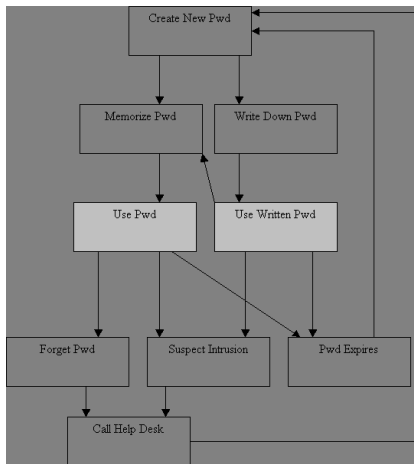 Create New Pwd
Memorize Pwd
Write Down Pwd
Use Pwd
Use Written Pwd
Forget Pwd
Suspect Intrusion
Pwd Expires
Call Help Desk